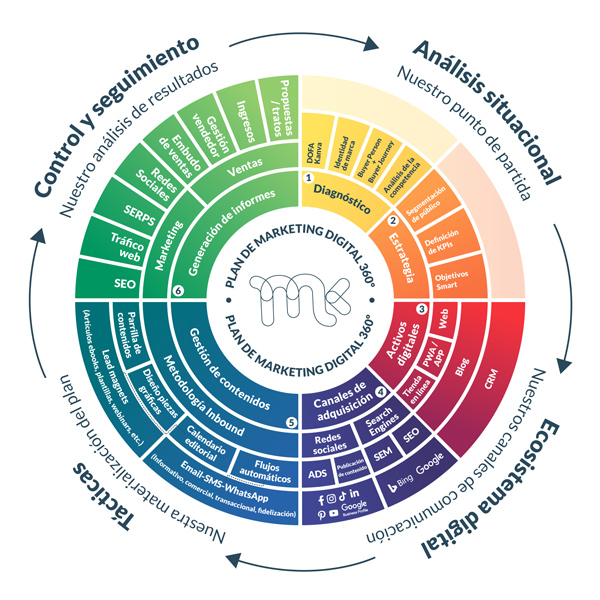 Análisis situacional
Nuestro punto de partida
DOFA
Kanva
Identidad
de marca
Buyer Person
+
Buyer Journey
Análisis de la
competencia
1
Diagnóstico
Segmentación
de público
Definición
de KPIs
Objetivos
Smart
2
Estrategia
Ecosistema digital
Nuestros canales de comunicación
3
Activos
digitales
Web
PWA /
APP
Tienda
en línea
Blog
CRM
4
Canales de
adquisición
Search
Engines
Redes
sociales
SEO
SEM
Publicación
de contenido
ADS
Google
Bing
Google
Business Profile
Tácticas
Nuestra materialización del plan
5
Gestión de contenidos
Metodología Inbound
Flujos
automáticos
Calendario
editorial
Diseño piezas
gráficas
Parrilla de
contenidos
Email-SMS-WhatsApp
(Informativo, comercial, transaccional, fidelización)
Lead magnets
(Artículos ebooks, plantillas, webinars, etc.)
Control y seguimiento
Nuestro análisis de resultados
6
Generación de informes
Marketing
Ventas
SEO
Tráfico
web
SERPS
Redes
Sociales
Embudo
de ventas
Gestión
vendedor
Ingresos
Propuestas
/ tratos
PLAN DE MARKETING DIGITAL 360°
mk
PLAN DE MARKETING DIGITAL 360°